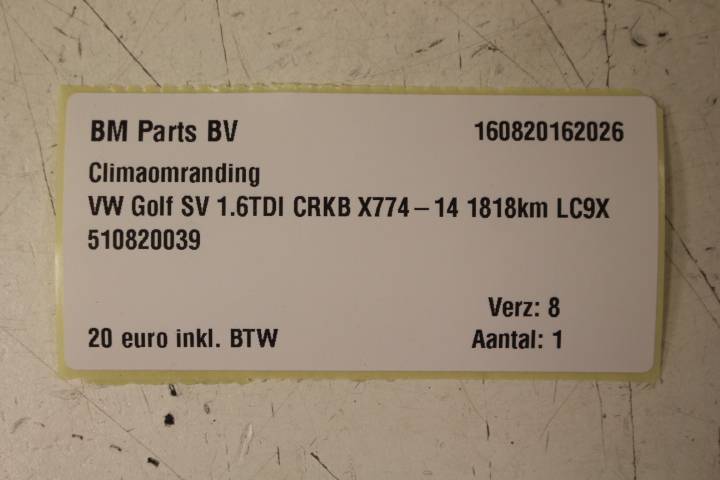 BM Parts BV 160820162026
Climaomranding
VW Golf SV 1.6TDI CRKB X774 – 14 1818km LC9X
510820039
Verz: 8
20 euro inkl. BTW Aantal: 1